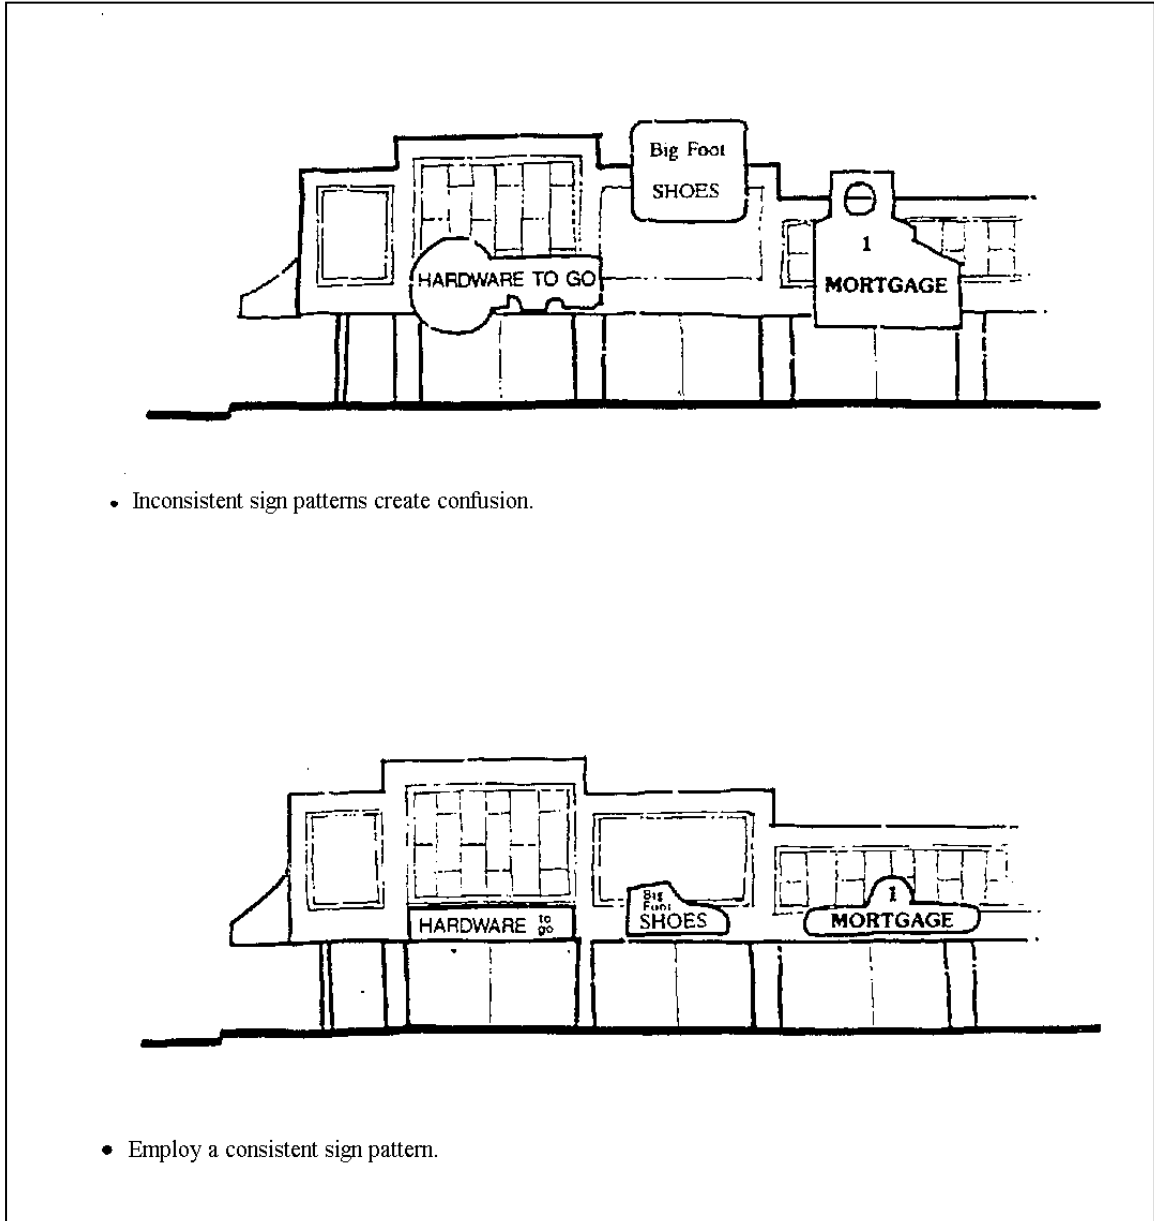 Big Foot
SHOES
HARDWARE TO GO
1
MORTGAGE
• Inconsistent sign patterns create confusion.
HARDWARE to go
Big
Foot
SHOES
1
MORTGAGE
• Employ a consistent sign pattern.